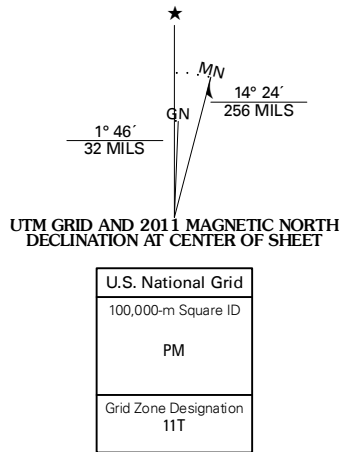 ★
MN
GN
14° 24´
256 MILS
1° 46´
32 MILS
UTM GRID AND 2011 MAGNETIC NORTH
DECLINATION AT CENTER OF SHEET
U.S. National Grid
100,000-m Square ID
PM
Grid Zone Designation
11T